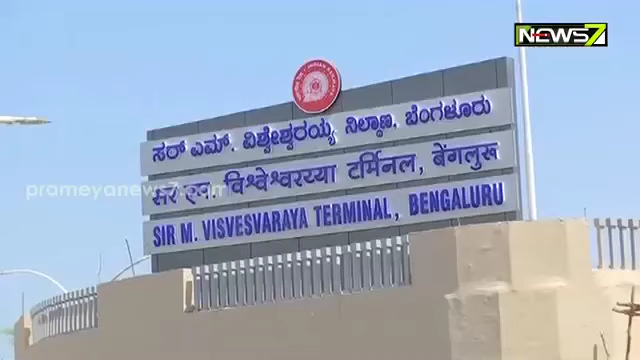 NEWS7
ಸರ್ ಎಮ್. ವಿಶ್ವೇಶ್ವರಯ್ಯ ನಿಲ್ದಾಣ, ಬೆಂಗಳೂರು
prameyanews7.com
सर एम. विश्वेश्वरय्या टर्मिनल, बेंगलुरु
SIR M. VISVESVARAYA TERMINAL, BENGALURU